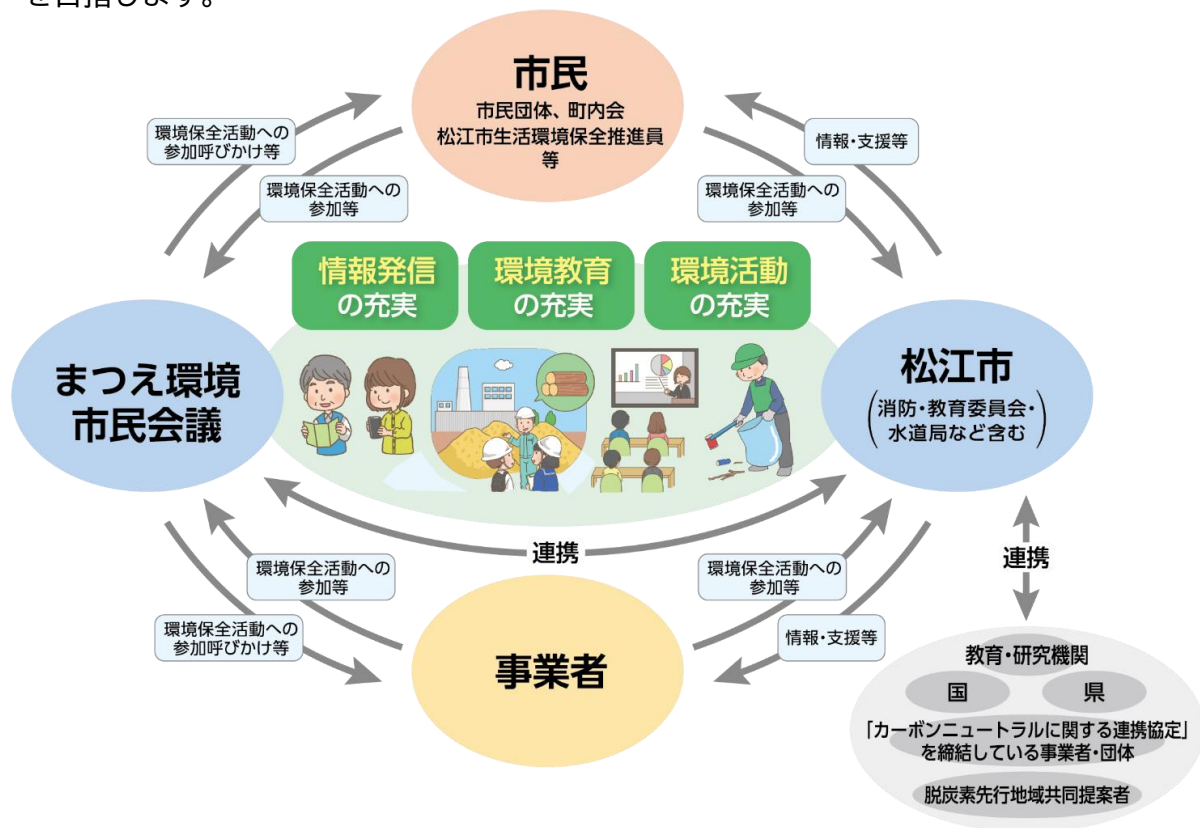 を目指します。
市民
市民団体、町内会
松江市生活環境保全推進員
等
環境保全活動への
参加呼びかけ等
環境保全活動への
参加等
情報・支援等
環境保全活動への
参加等
情報発信
の充実
環境教育
の充実
環境活動
の充実
まつえ環境
市民会議
松江市
(消防・教育委員会・
水道局など含む)
連携
連携
環境保全活動への
参加等
環境保全活動への
参加呼びかけ等
環境保全活動への
参加等
情報・支援等
事業者
教育・研究機関
国
県
「カーボンニュートラルに関する連携協定」
を締結している事業者・団体
脱炭素先行地域共同提案者